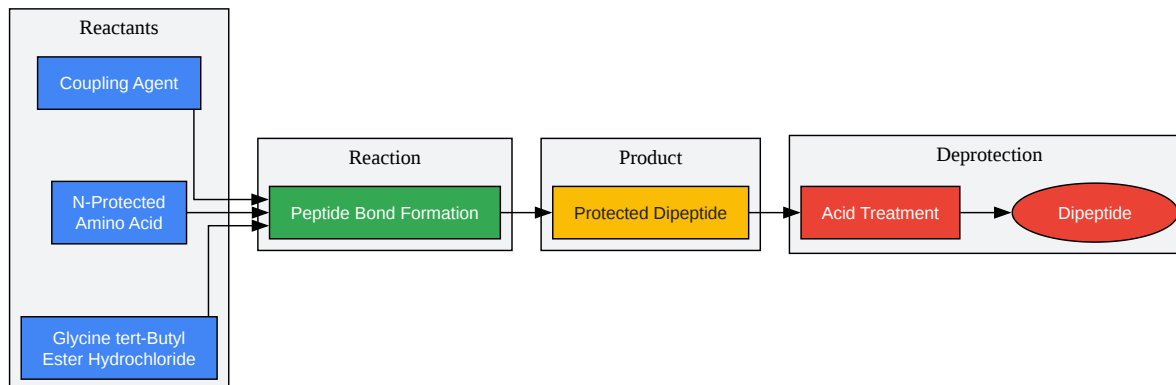 Reactants
Coupling Agent
N-Protected
Amino Acid
Glycine tert-Butyl
Ester Hydrochloride
Reaction
Peptide Bond Formation
Product
Protected Dipeptide
Deprotection
Acid Treatment
Dipeptide